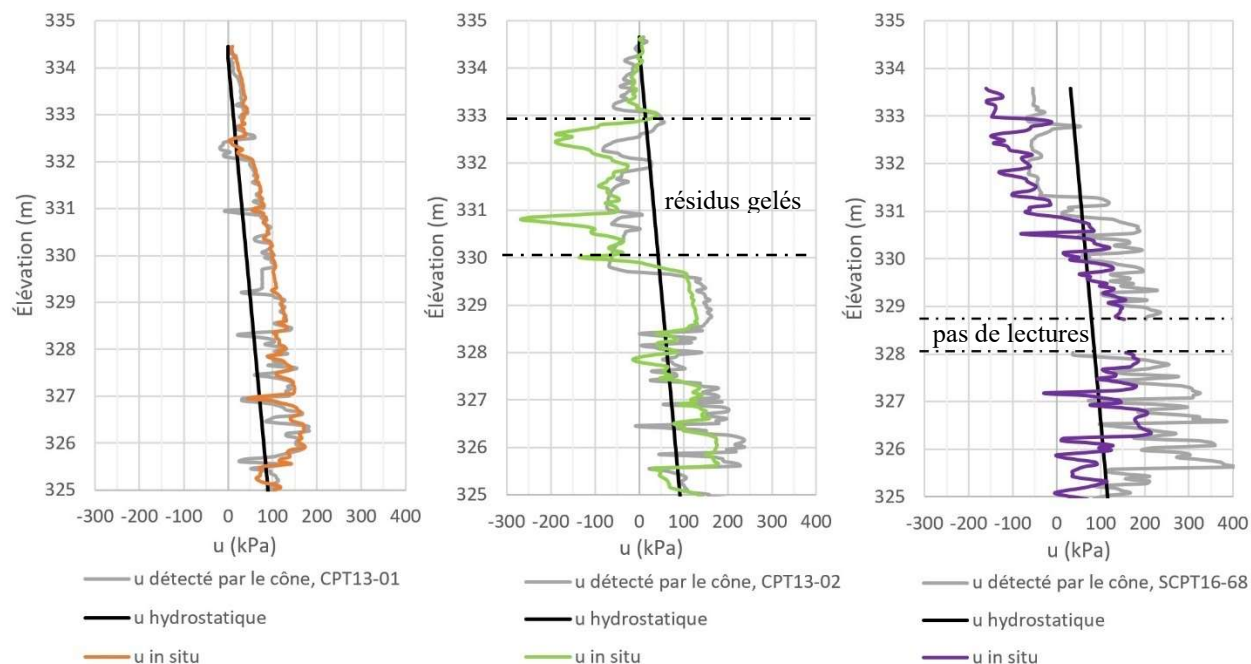 335
334
333
332
331
330
329
328
327
326
325
Élévation (m)
-300 -200 -100 0 100 200 300 400
u (kPa)
u détecté par le cône, CPT13-01
u hydrostatique
u in situ
335
334
333
332
331
330
329
328
327
326
325
Élévation (m)
résidus gelés
-300 -200 -100 0 100 200 300 400
u (kPa)
u détecté par le cône, CPT13-02
u hydrostatique
u in situ
335
334
333
332
331
330
329
328
327
326
325
Élévation (m)
pas de lectures
-300 -200 -100 0 100 200 300 400
u (kPa)
u détecté par le cône, SCPT16-68
u hydrostatique
u in situ